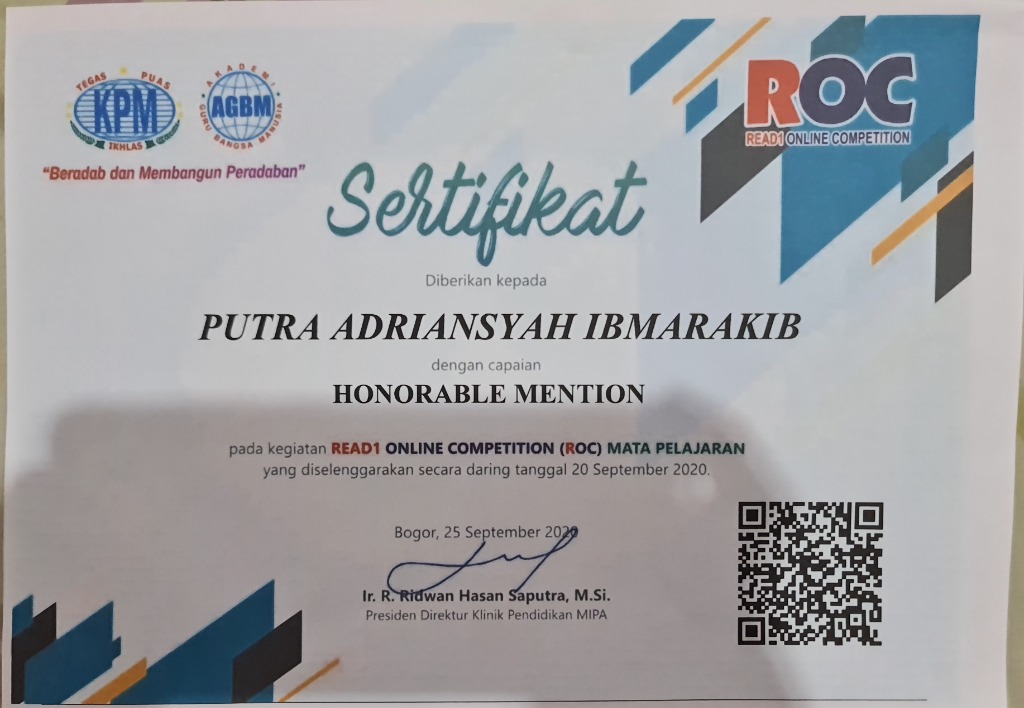 TEGAS PUAS
KPM
IKHLAS
AKADEMI
AGBM
GURU BANGSA MANUSIA
"Beradab dan Membangun Peradaban"
ROC
READ1 ONLINE COMPETITION
Sertifikat
Diberikan kepada
PUTRA ADRIANSYAH IBMARAKIB
dengan capaian
HONORABLE MENTION
pada kegiatan READ1 ONLINE COMPETITION (ROC) MATA PELAJARAN
yang diselenggarakan secara daring tanggal 20 September 2020.
Bogor, 25 September 2020
Ir. R. Ridwan Hasan Saputra, M.Si.
Presiden Direktur Klinik Pendidikan MIPA